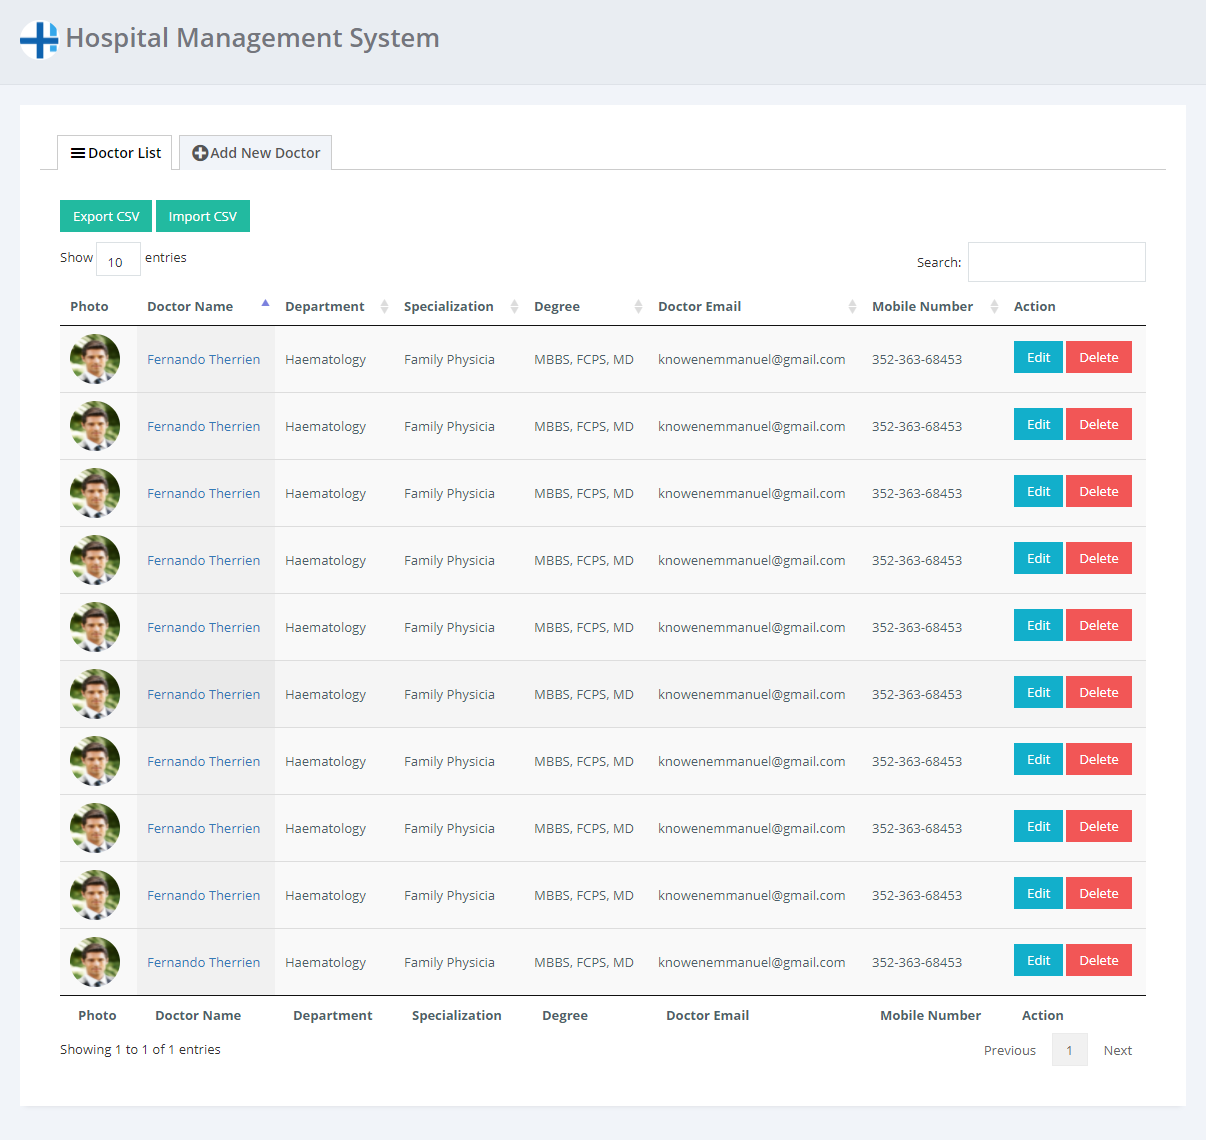 Hospital Management System
Doctor List Add New Doctor
Export CSV Import CSV
Show 10 entries Search:
Photo Doctor Name Department Specialization Degree Doctor Email Mobile Number Action
Fernando Therrien Haematology Family Physicia MBBS, FCPS, MD knowenemmanuel@gmail.com 352-363-68453 Edit Delete
Fernando Therrien Haematology Family Physicia MBBS, FCPS, MD knowenemmanuel@gmail.com 352-363-68453 Edit Delete
Fernando Therrien Haematology Family Physicia MBBS, FCPS, MD knowenemmanuel@gmail.com 352-363-68453 Edit Delete
Fernando Therrien Haematology Family Physicia MBBS, FCPS, MD knowenemmanuel@gmail.com 352-363-68453 Edit Delete
Fernando Therrien Haematology Family Physicia MBBS, FCPS, MD knowenemmanuel@gmail.com 352-363-68453 Edit Delete
Fernando Therrien Haematology Family Physicia MBBS, FCPS, MD knowenemmanuel@gmail.com 352-363-68453 Edit Delete
Fernando Therrien Haematology Family Physicia MBBS, FCPS, MD knowenemmanuel@gmail.com 352-363-68453 Edit Delete
Fernando Therrien Haematology Family Physicia MBBS, FCPS, MD knowenemmanuel@gmail.com 352-363-68453 Edit Delete
Fernando Therrien Haematology Family Physicia MBBS, FCPS, MD knowenemmanuel@gmail.com 352-363-68453 Edit Delete
Fernando Therrien Haematology Family Physicia MBBS, FCPS, MD knowenemmanuel@gmail.com 352-363-68453 Edit Delete
Photo Doctor Name Department Specialization Degree Doctor Email Mobile Number Action
Showing 1 to 1 of 1 entries Previous 1 Next